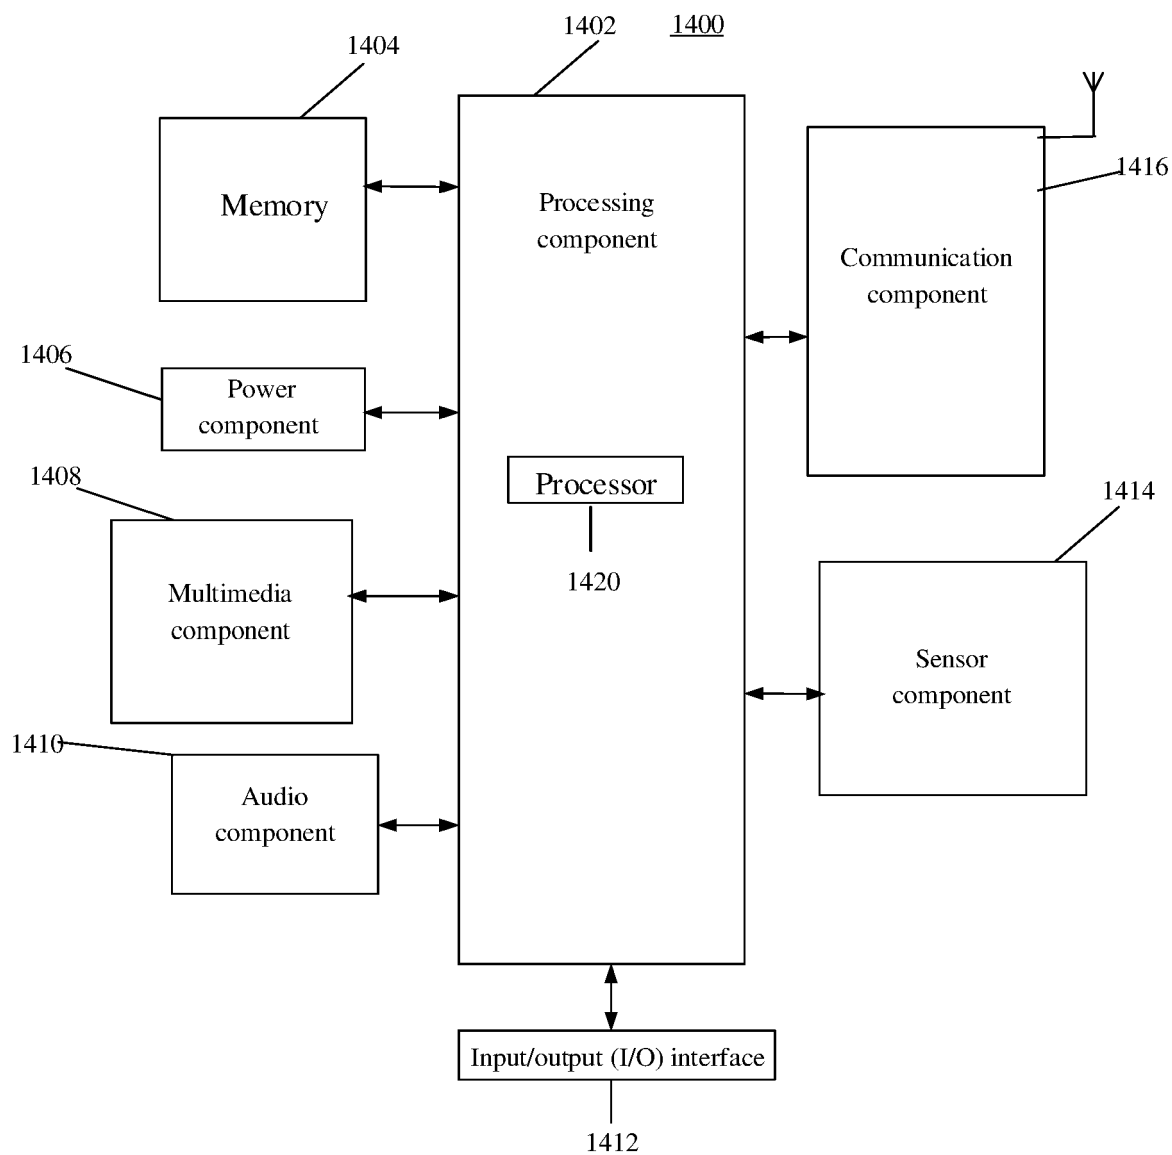 1402
1400
1404
1416
Memory
Processing
component
Communication
component
1406
Power
component
1408
Processor
1414
1420
Multimedia
component
Sensor
component
1410
Audio
component
Input/output (I/O) interface
1412